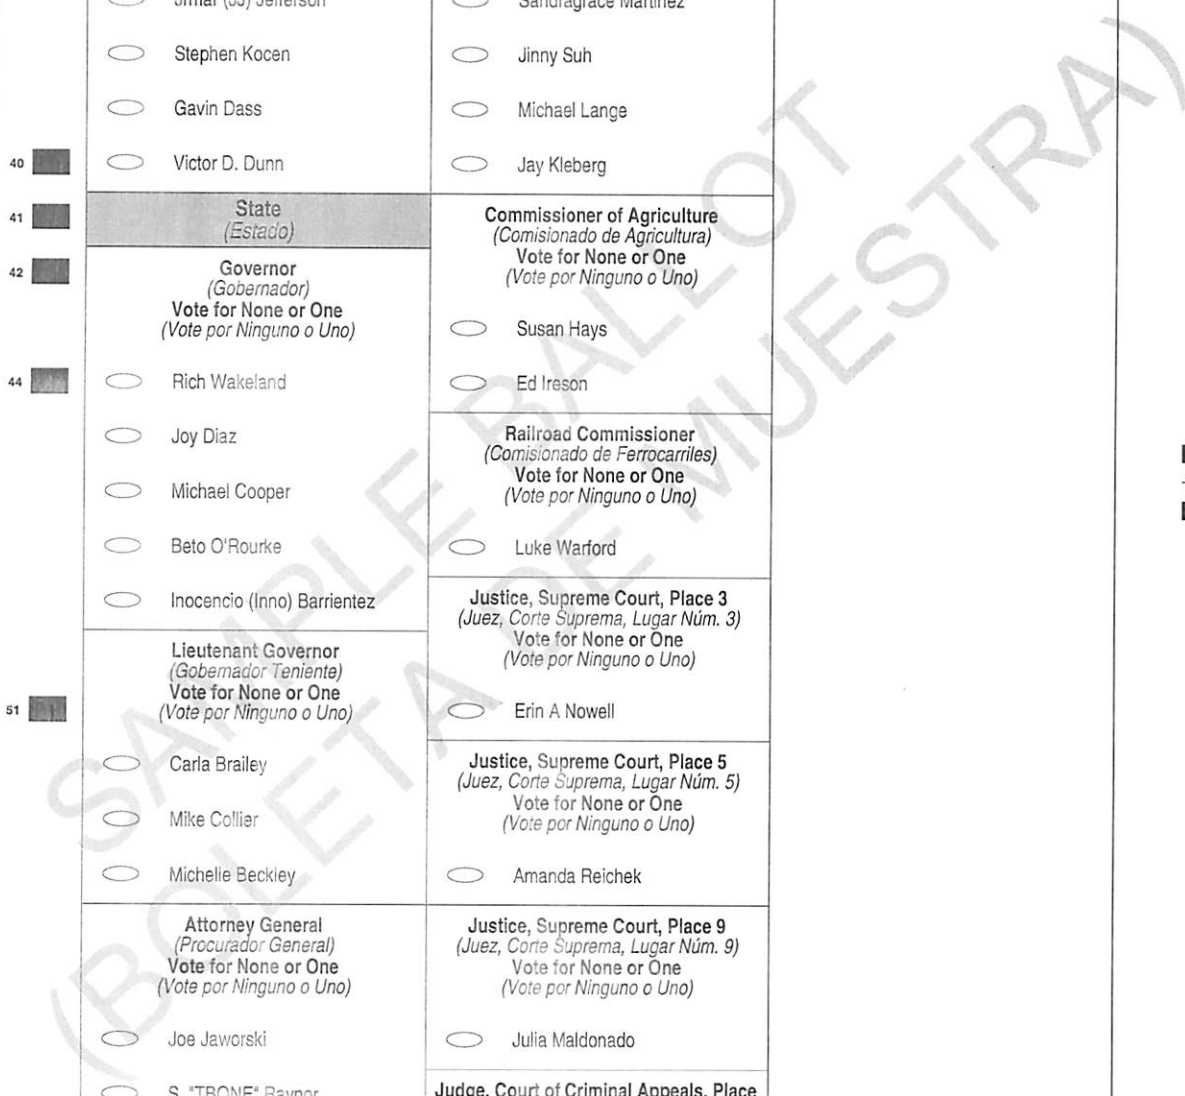 Stephen Kocen
Gavin Dass
40
Victor D. Dunn
41
State
(Estado)
42
Governor
(Gobernador)
Vote for None or One
(Vote por Ninguno o Uno)
44
Rich Wakeland
Joy Diaz
Michael Cooper
Beto O'Rourke
Inocencio (Inno) Barrientez
Lieutenant Governor
(Gobernador Teniente)
Vote for None or One
51
(Vote por Ninguno o Uno)
Carla Brailey
Mike Collier
Michelle Beckley
Attorney General
(Procurador General)
Vote for None or One
(Vote por Ninguno o Uno)
Joe Jaworski
S. "TBONE" Raynor
Sandragrace Martinez
Jinny Suh
Michael Lange
Jay Kleberg
Commissioner of Agriculture
(Comisionado de Agricultura)
Vote for None or One
(Vote por Ninguno o Uno)
Susan Hays
Ed Ireson
Railroad Commissioner
(Comisionado de Ferrocarriles)
Vote for None or One
(Vote por Ninguno o Uno)
Luke Warford
Justice, Supreme Court, Place 3
(Juez, Corte Suprema, Lugar Núm. 3)
Vote for None or One
(Vote por Ninguno o Uno)
Erin A Nowell
Justice, Supreme Court, Place 5
(Juez, Corte Suprema, Lugar Núm. 5)
Vote for None or One
(Vote por Ninguno o Uno)
Amanda Reichek
Justice, Supreme Court, Place 9
(Juez, Corte Suprema, Lugar Núm. 9)
Vote for None or One
(Vote por Ninguno o Uno)
Julia Maldonado
Judge, Court of Criminal Appeals, Place
SAMPLE BALLOT
(BOLETA DE MUESTRA)